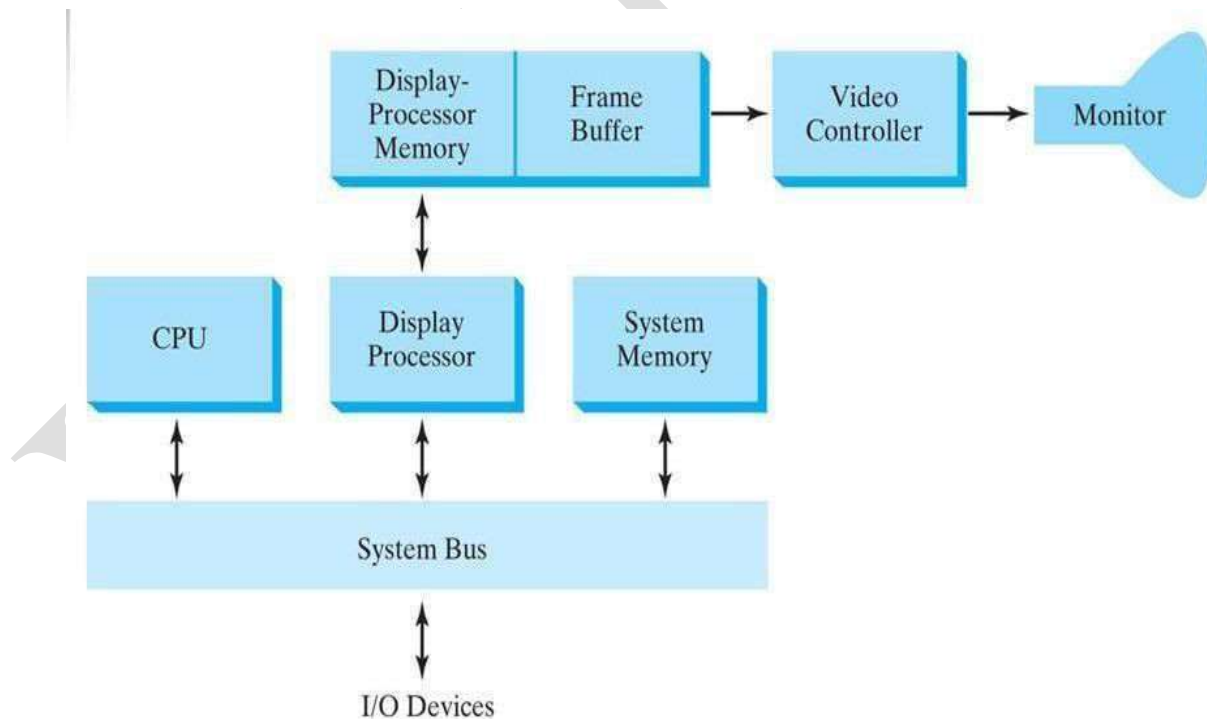 Display-
Processor
Memory
Frame
Buffer
Video
Controller
Monitor
CPU
Display
Processor
System
Memory
System Bus
I/O Devices